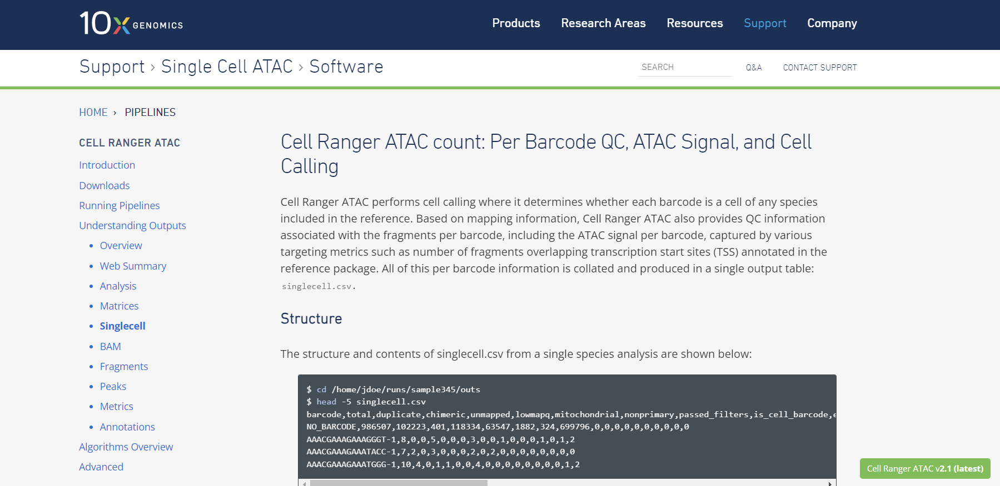 10x GENOMICS
Products Research Areas Resources Support Company
Support › Single Cell ATAC › Software
SEARCH Q&A CONTACT SUPPORT
HOME › PIPELINES
CELL RANGER ATAC
Introduction
Downloads
Running Pipelines
Understanding Outputs
• Overview
• Web Summary
• Analysis
• Matrices
• Singlecell
• BAM
• Fragments
• Peaks
• Metrics
• Annotations
Algorithms Overview
Advanced
Cell Ranger ATAC count: Per Barcode QC, ATAC Signal, and Cell
Calling
Cell Ranger ATAC performs cell calling where it determines whether each barcode is a cell of any species
included in the reference. Based on mapping information, Cell Ranger ATAC also provides QC information
associated with the fragments per barcode, including the ATAC signal per barcode, captured by various
targeting metrics such as number of fragments overlapping transcription start sites (TSS) annotated in the
reference package. All of this per barcode information is collated and produced in a single output table:
singlecell.csv.
Structure
The structure and contents of singlecell.csv from a single species analysis are shown below:
$ cd /home/jdoe/runs/sample345/outs
$ head -5 singlecell.csv
barcode,total,duplicate,chimeric,unmapped,lowmapq,mitochondrial,nonprimary,passed_filters,is_cell_barcode,e
NO_BARCODE,986507,102223,401,118334,63547,1882,324,699796,0,0,0,0,0,0,0,0,0,0
AAACGAAAGAAAGGGT-1,8,0,0,5,0,0,0,3,0,0,1,0,0,0,1,0,1,2
AAACGAAAGAAATACC-1,7,2,0,3,0,0,0,2,0,2,0,0,0,0,0,0,0,0
AAACGAAAGAAATGGG-1,10,4,0,1,1,0,0,4,0,0,0,0,0,0,0,0,1,2
Cell Ranger ATAC v2.1 (latest)